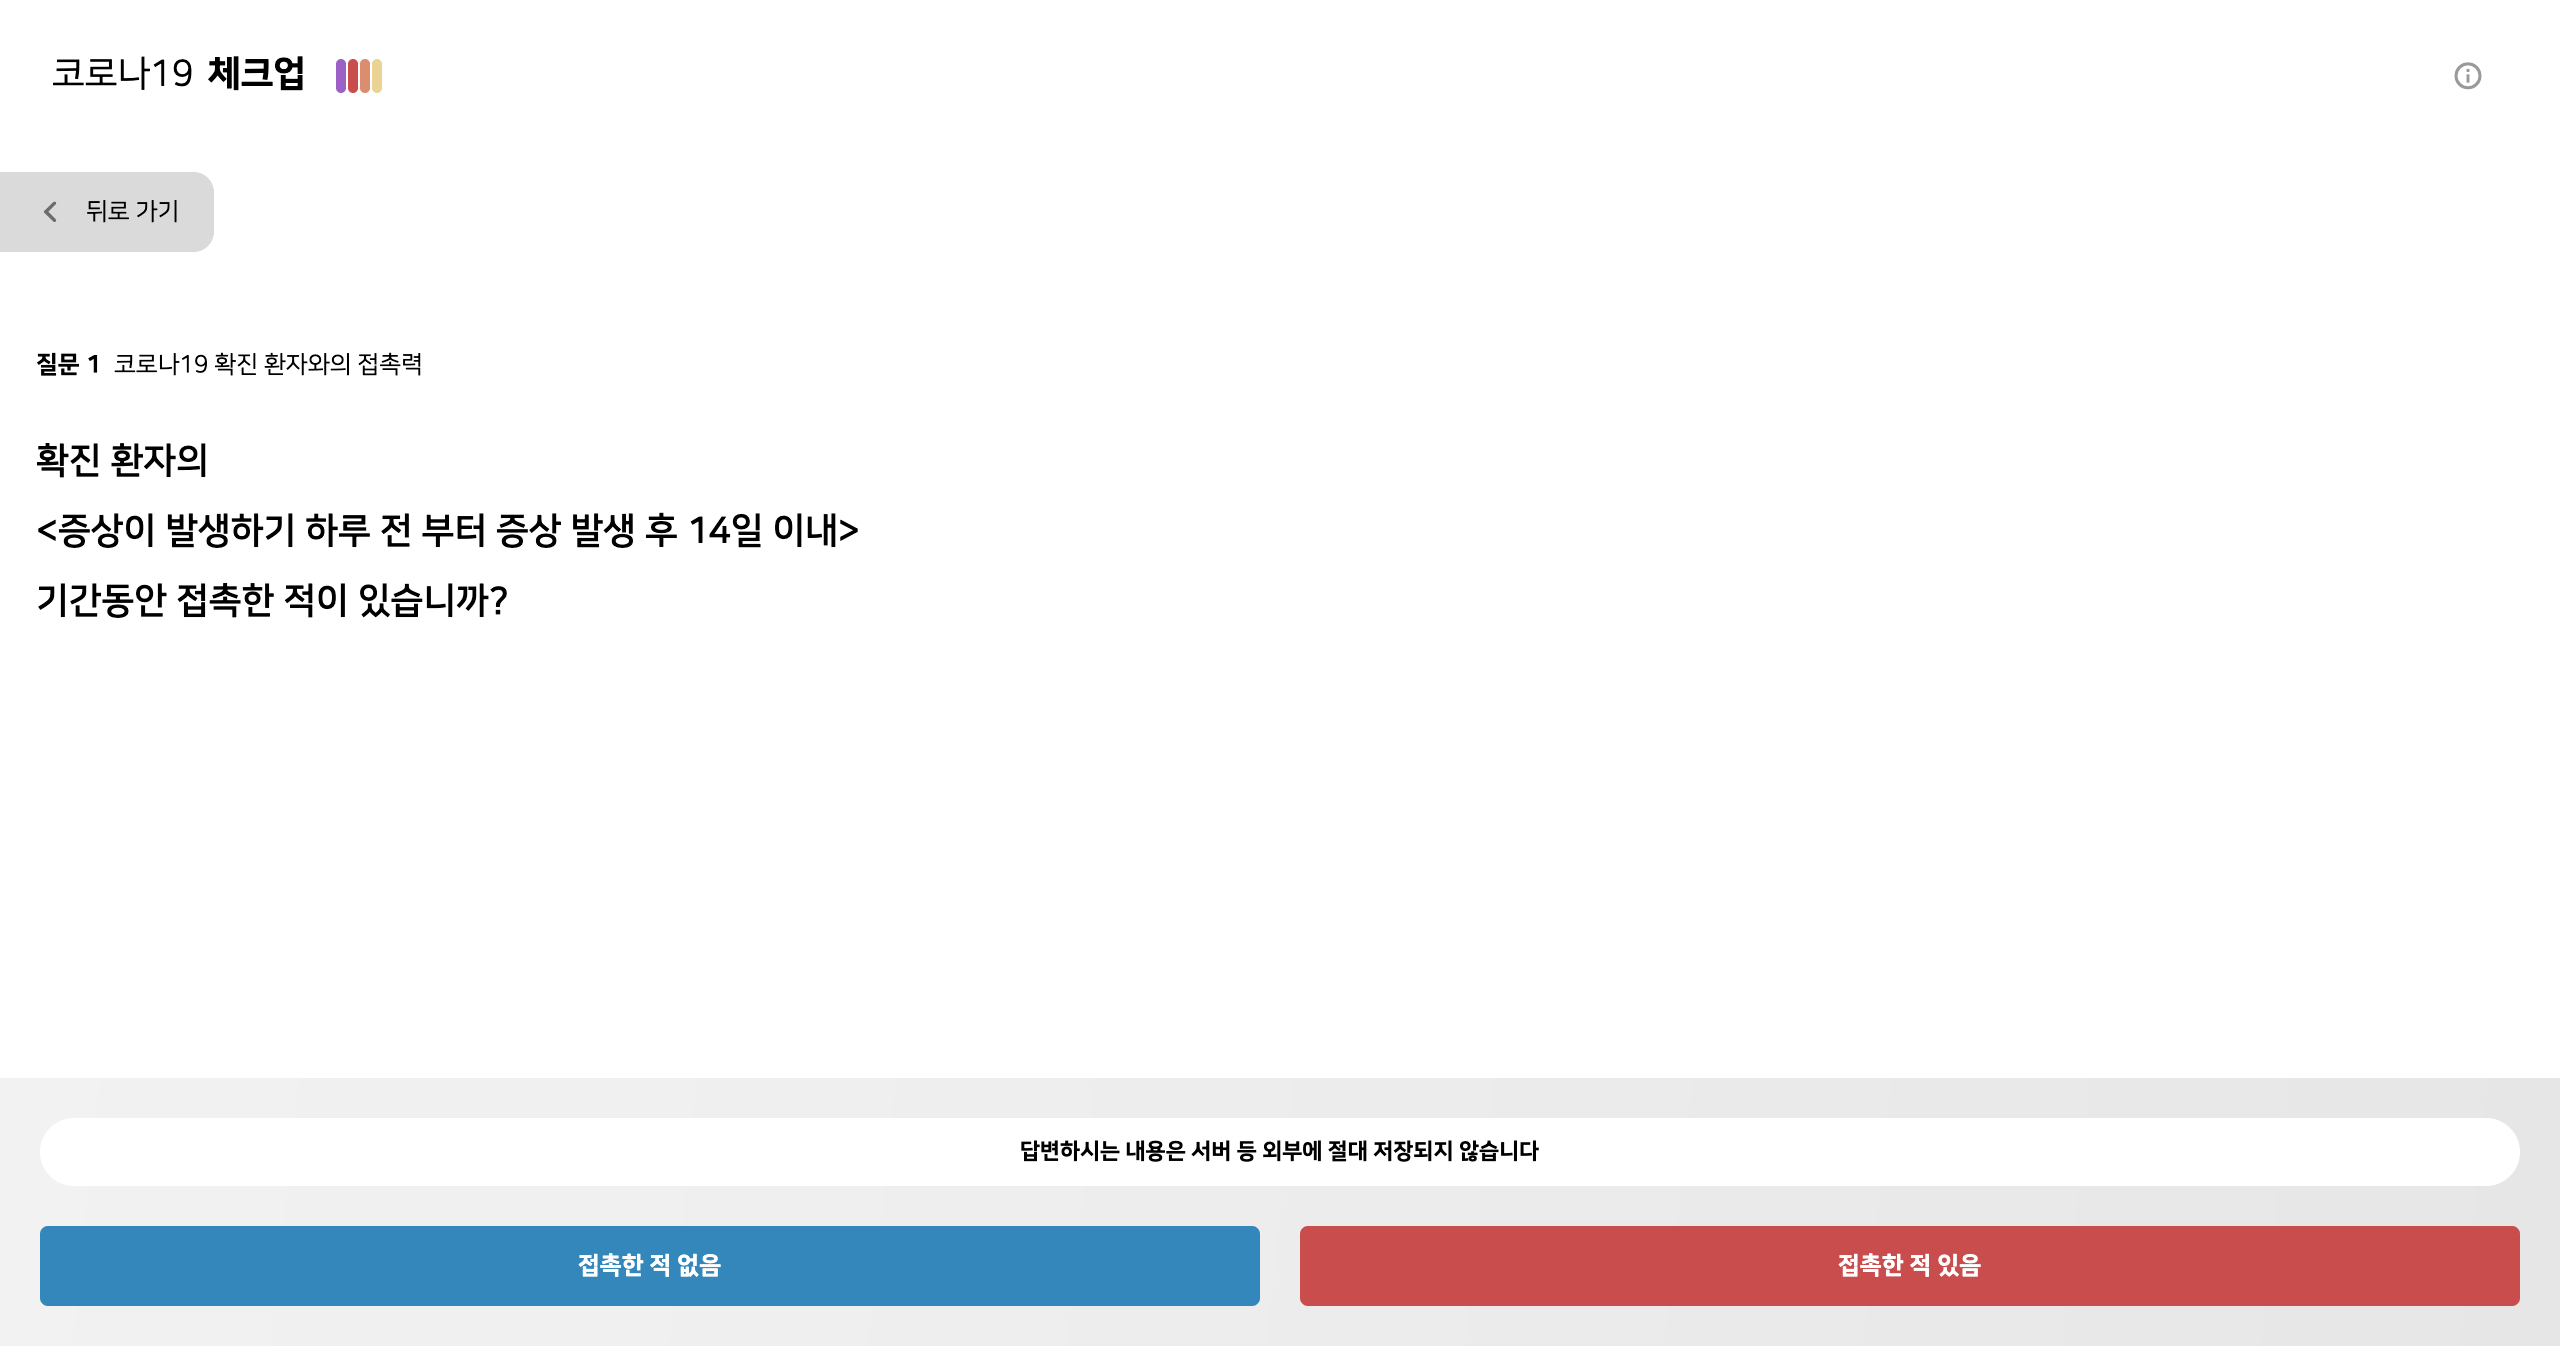 코로나19 체크업
뒤로 가기
질문 1 코로나19 확진 환자와의 접촉력
확진 환자의
<증상이 발생하기 하루 전 부터 증상 발생 후 14일 이내>
기간동안 접촉한 적이 있습니까?
답변하시는 내용은 서버 등 외부에 절대 저장되지 않습니다
접촉한 적 없음
접촉한 적 있음